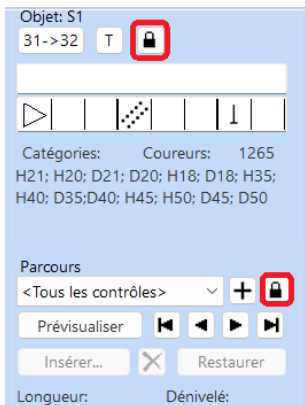 Objet: S1
31->32 T
Catégories: Coureurs: 1265
H21; H20; D21; D20; H18; D18; H35;
H40; D35;D40; H45; H50; D45; D50
Parcours
<Tous les contrôles>
Prévisualiser
Insérer... Restaurer
Longueur: Dénivelé: